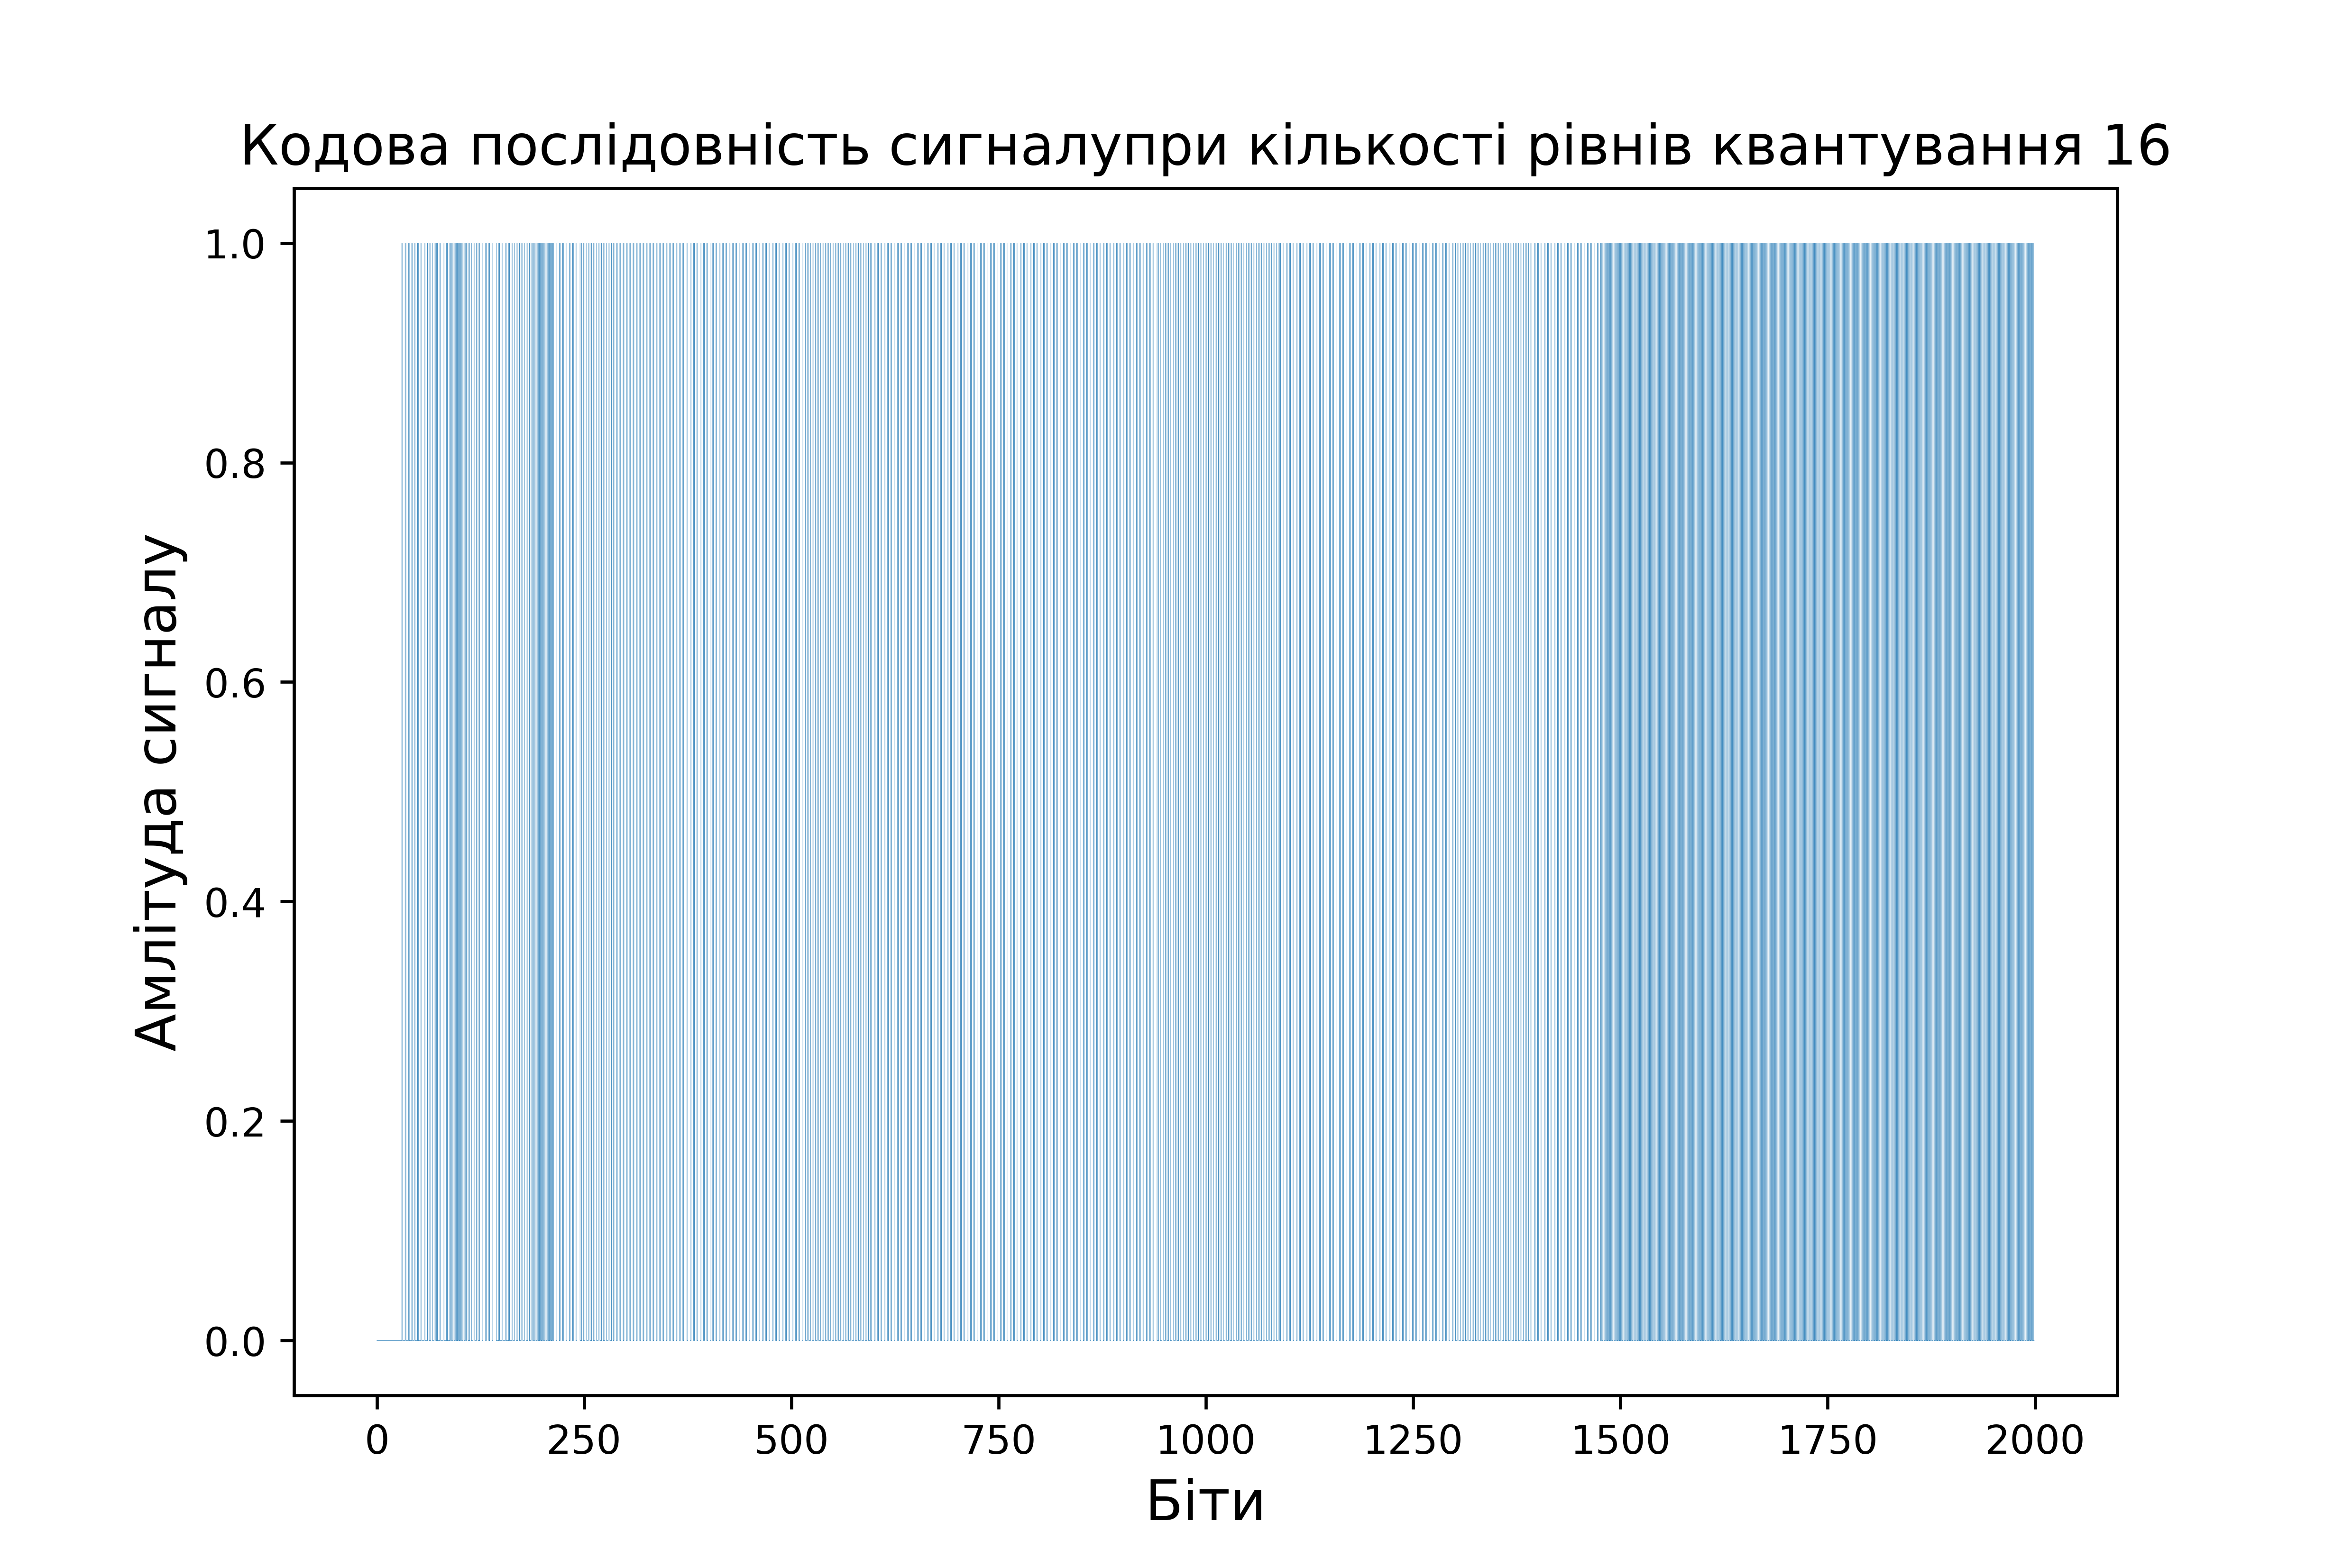 Кодова послідовність сигналупри кількості рівнів квантування 16
1.0
0.8
0.6
0.4
0.2
0.0
Амлітуда сигналу
0 250 500 750 1000 1250 1500 1750 2000
Біти